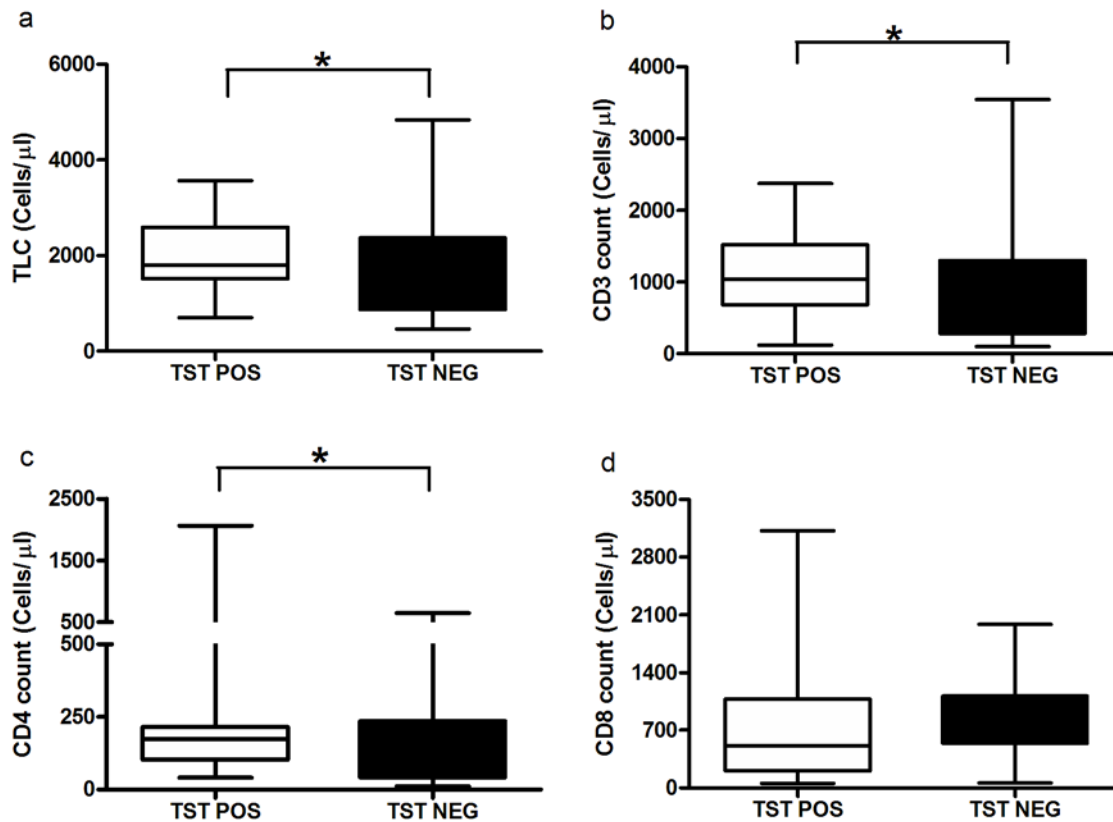 a
*
6000
4000
2000
0
TLC (Cells/μl)
TST POS TST NEG
b
*
4000
3000
2000
1000
0
CD3 count (Cells/μl)
TST POS TST NEG
c
*
2500
1500
500
500
250
0
CD4 count (Cells/μl)
TST POS TST NEG
d
3500
2800
2100
1400
700
0
CD8 count (Cells/μl)
TST POS TST NEG